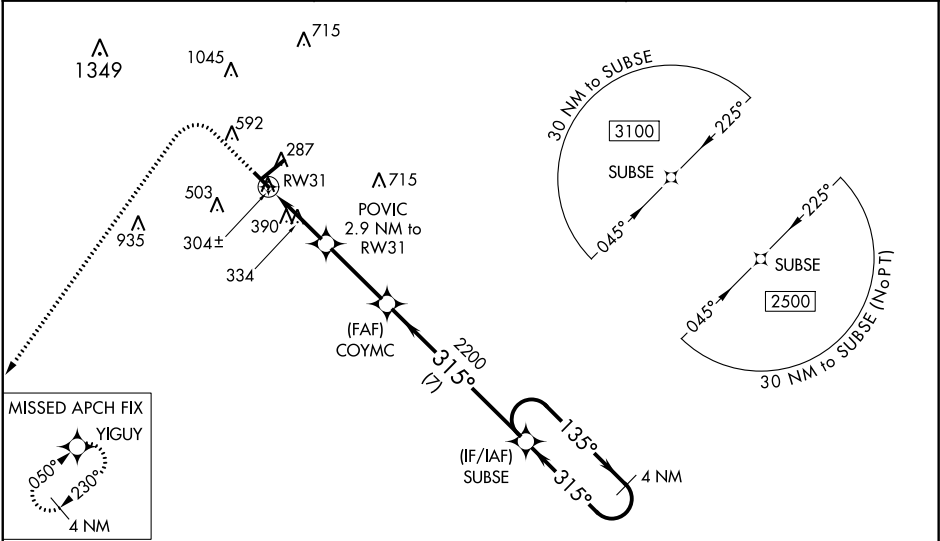 715
1045
1349
592
287
RW31
715
503
POVIC
2.9 NM to
RW31
390
935
304±
334
(FAF)
COYMC
2200
315°
(7)
(IF/IAF)
SUBSE
135°
315°
4 NM
30 NM to SUBSE
3100
225°
SUBSE
045°
225°
SUBSE
2500
045°
30 NM to SUBSE (NoPT)
MISSED APCH FIX
YIGUY
050°
230°
4 NM